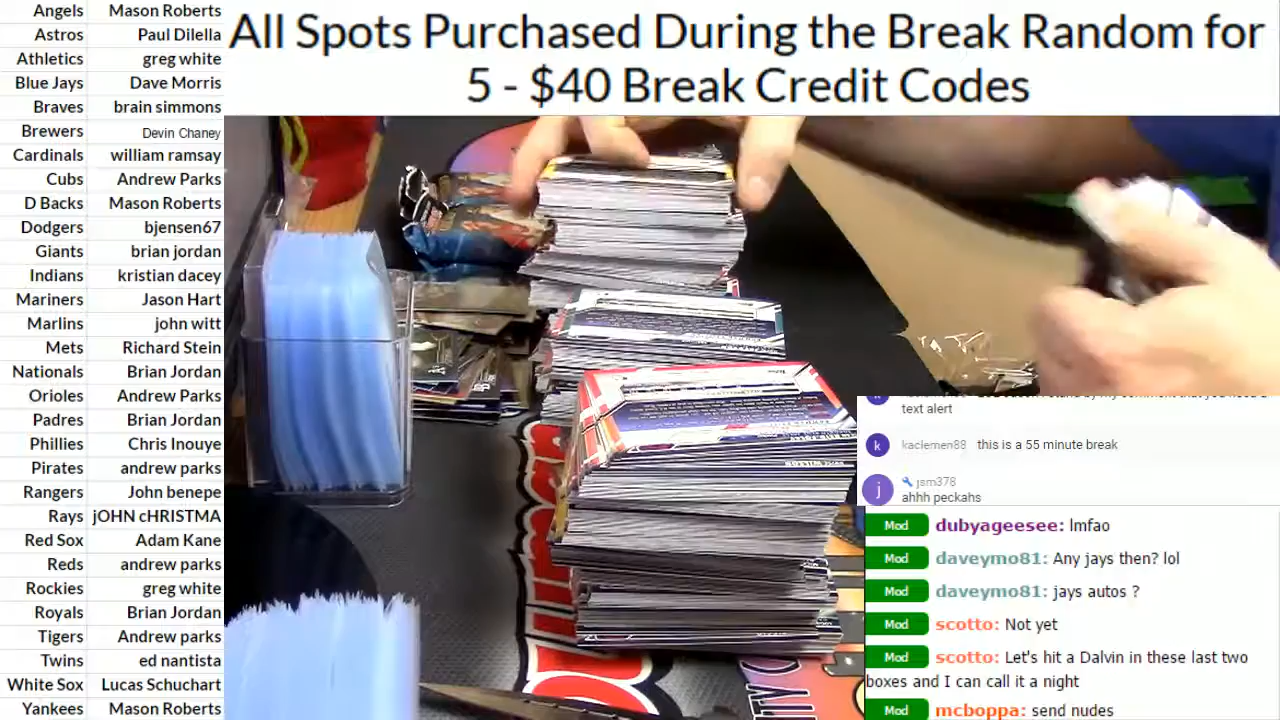 All Spots Purchased During the Break Random for
5 - $40 Break Credit Codes
Angels Mason Roberts
Astros Paul Dilella
Athletics greg white
Blue Jays Dave Morris
Braves brain simmons
Brewers Devin Chaney
Cardinals william ramsay
Cubs Andrew Parks
D Backs Mason Roberts
Dodgers bjensen67
Giants brian jordan
Indians kristian dacey
Mariners Jason Hart
Marlins john witt
Mets Richard Stein
Nationals Brian Jordan
Orioles Andrew Parks
Padres Brian Jordan
Phillies Chris Inouye
Pirates andrew parks
Rangers John benepe
Rays jOHN cHRISTMA
Red Sox Adam Kane
Reds andrew parks
Rockies greg white
Royals Brian Jordan
Tigers Andrew parks
Twins ed nantista
White Sox Lucas Schuchart
Yankees Mason Roberts
text alert
k kaclemen88 this is a 55 minute break
j jsm378
ahhh peckahs
Mod dubyageesee: lmfao
Mod daveymo81: Any jays then? lol
Mod daveymo81: jays autos ?
Mod scotto: Not yet
Mod scotto: Let's hit a Dalvin in these last two
boxes and I can call it a night
Mod mcboppa: send nudes